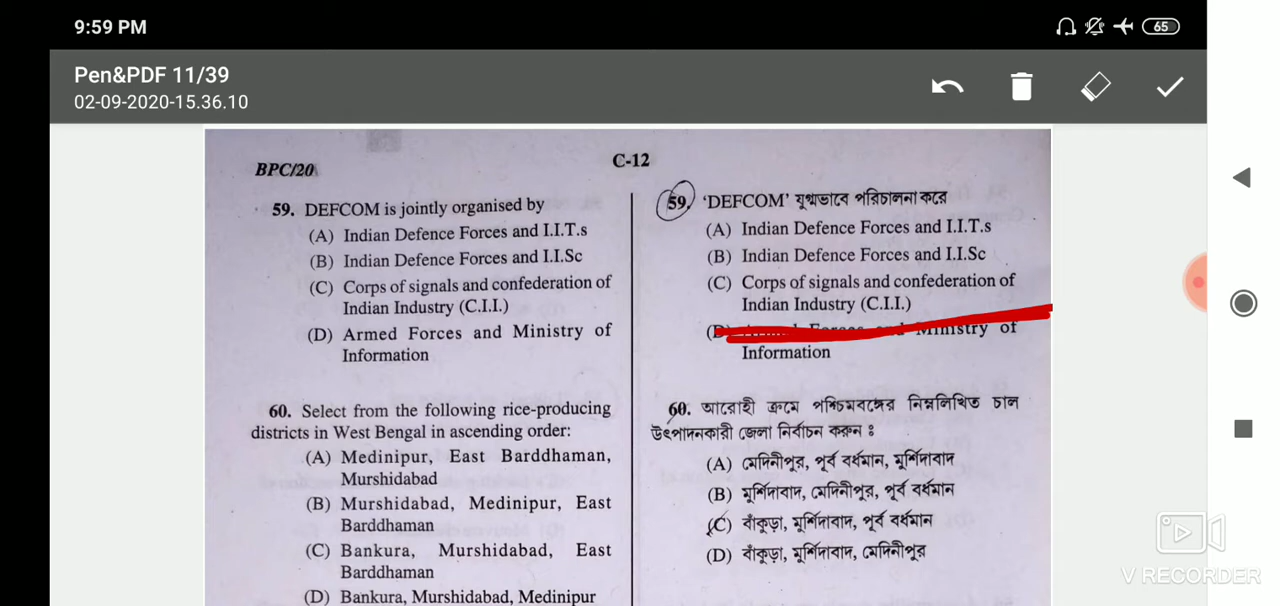 9:59 PM
65
Pen&PDF 11/39
02-09-2020-15.36.10
BPC/20
C-12
59. DEFCOM is jointly organised by
(A) Indian Defence Forces and I.I.T.s
(B) Indian Defence Forces and I.I.Sc
(C) Corps of signals and confederation of
Indian Industry (C.I.I.)
(D) Armed Forces and Ministry of
Information
60. Select from the following rice-producing
districts in West Bengal in ascending order:
(A) Medinipur, East Barddhaman,
Murshidabad
(B) Murshidabad, Medinipur, East
Barddhaman
(C) Bankura, Murshidabad, East
Barddhaman
(D) Bankura, Murshidabad, Medinipur
59. ‘DEFCOM’ যুগ্মভাবে পরিচালনা করে
(A) Indian Defence Forces and I.I.T.s
(B) Indian Defence Forces and I.I.Sc
(C) Corps of signals and confederation of
Indian Industry (C.I.I.)
(D) Armed Forces and Ministry of
Information
60. আরোহী ক্রমে পশ্চিমবঙ্গের নিম্নলিখিত চাল
উৎপাদনকারী জেলা নির্বাচন করুন ঃ
(A) মেদিনীপুর, পূর্ব বর্ধমান, মুর্শিদাবাদ
(B) মুর্শিদাবাদ, মেদিনীপুর, পূর্ব বর্ধমান
(C) বাঁকুড়া, মুর্শিদাবাদ, পূর্ব বর্ধমান
(D) বাঁকুড়া, মুর্শিদাবাদ, মেদিনীপুর
V RECORDER